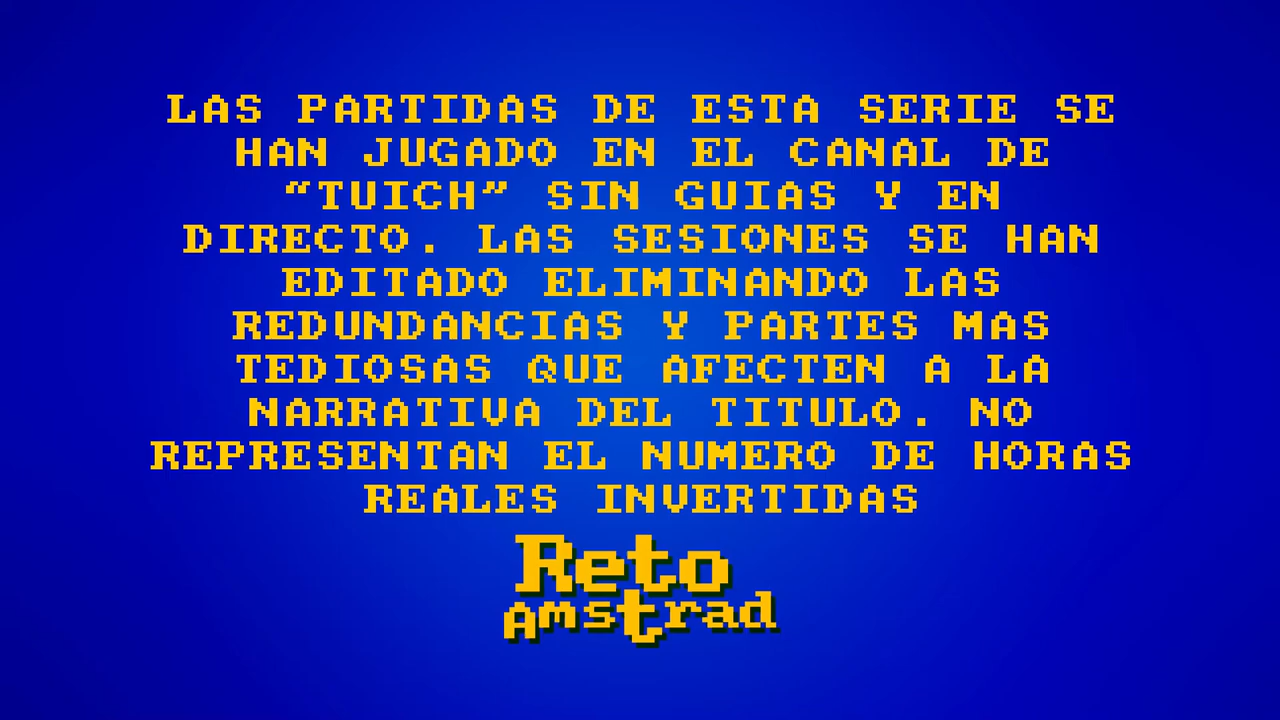 LAS PARTIDAS DE ESTA SERIE SE
HAN JUGADO EN EL CANAL DE
“TUICH” SIN GUIAS Y EN
DIRECTO. LAS SESIONES SE HAN
EDITADO ELIMINANDO LAS
REDUNDANCIAS Y PARTES MAS
TEDIOSAS QUE AFECTEN A LA
NARRATIVA DEL TITULO. NO
REPRESENTAN EL NUMERO DE HORAS
REALES INVERTIDAS
Reto
Amstrad